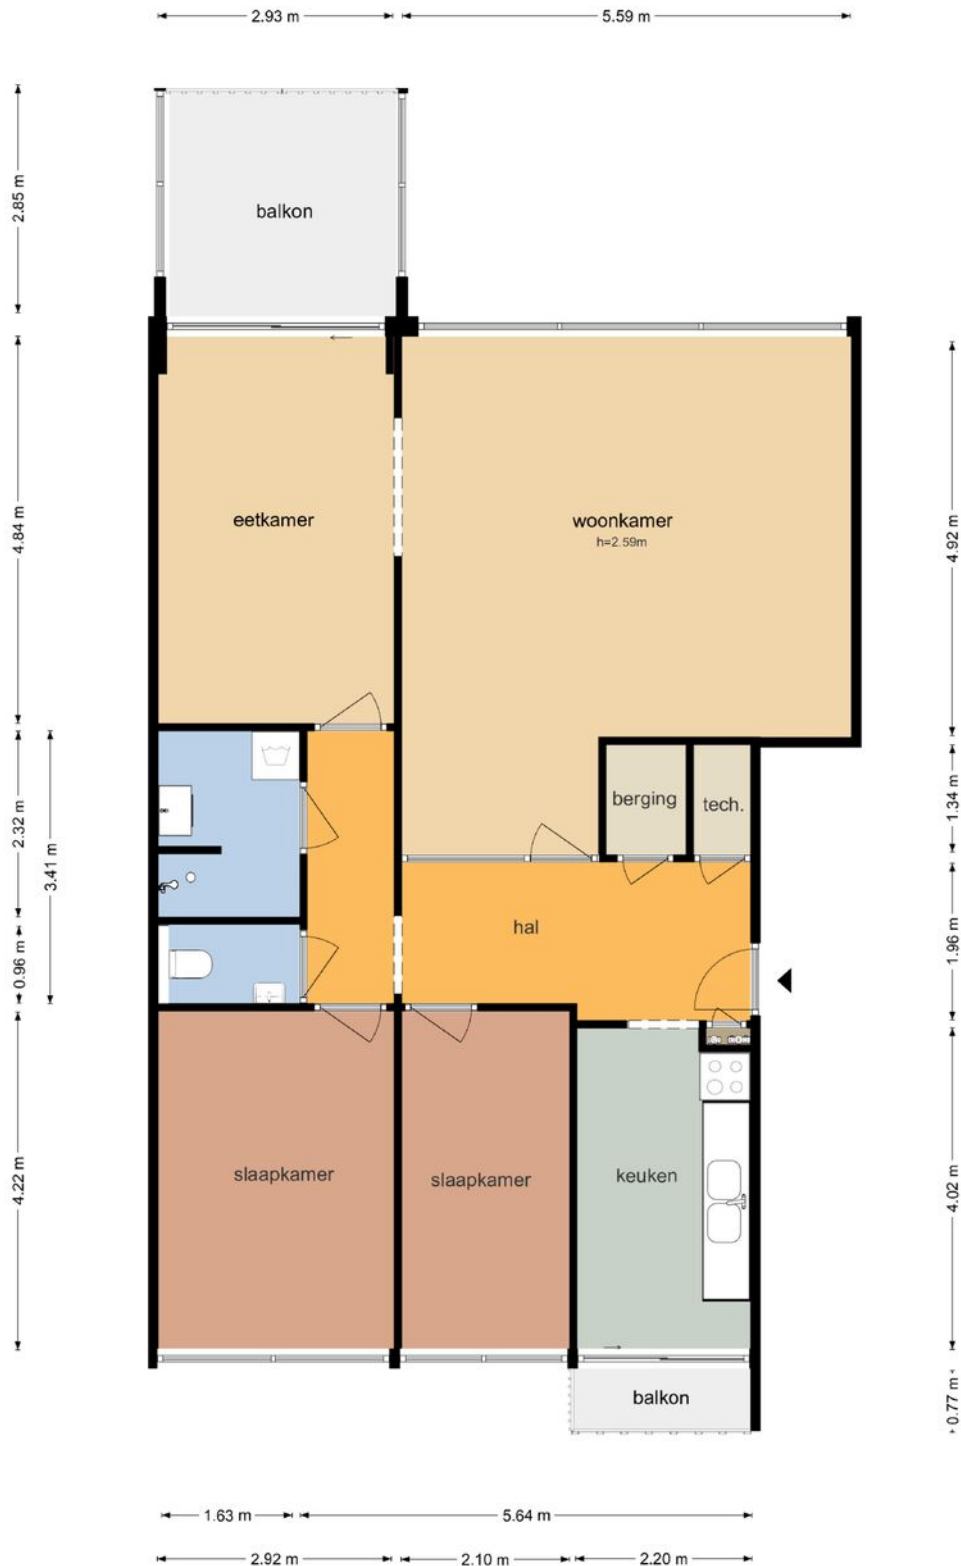 2.93 m
5.59 m
2.85 m
balkon
eetkamer
woonkamer
h=2.59m
4.84 m
4.92 m
berging
tech.
1.34 m
2.32 m
3.41 m
hal
1.96 m
0.96 m
slaapkamer
slaapkamer
keuken
4.22 m
4.02 m
balkon
0.77 m
1.63 m
5.64 m
2.92 m
2.10 m
2.20 m